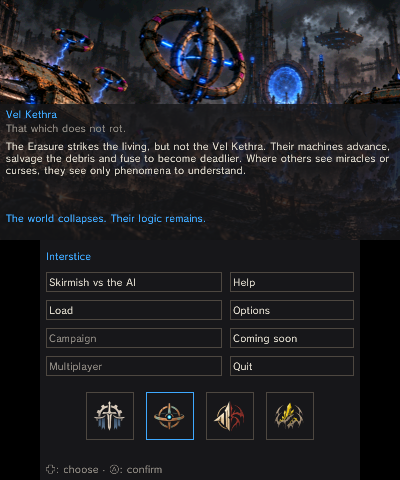 Vel Kethra
That which does not rot.
The Erasure strikes the living, but not the Vel Kethra. Their machines advance,
salvage the debris and fuse to become deadlier. Where others see miracles or
curses, they see only phenomena to understand.
The world collapses. Their logic remains.
Interstice
Skirmish vs the AI
Help
Load
Options
Campaign
Coming soon
Multiplayer
Quit
: choose · Ⓐ: confirm